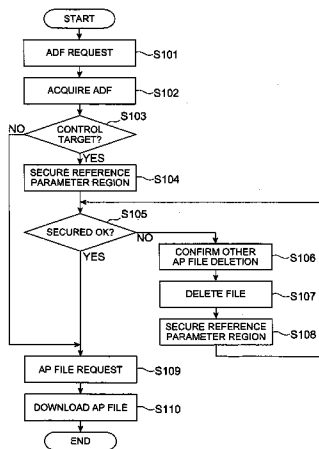 START
ADF REQUEST
S101
ACQUIRE ADF
S102
S103
CONTROL
TARGET?
NO
YES
SECURE REFERENCE
PARAMETER REGION
S104
S105
SECURED OK?
NO
YES
CONFIRM OTHER
AP FILE DELETION
S106
DELETE FILE
S107
SECURE REFERENCE
PARAMETER REGION
S108
AP FILE REQUEST
S109
DOWNLOAD AP FILE
S110
END